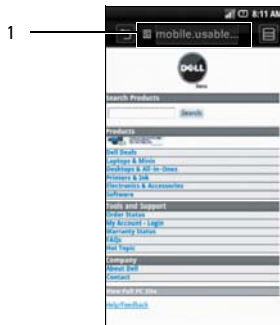 8:11 AM
1
mobile.usable...
DELL
Search Products
Search
Products
Dell Deals
Laptops & Minis
Desktops & All-in-Ones
Printers & Ink
Electronics & Accessories
Software
Tools and Support
Order Status
My Account - Login
Warranty Status
FAQs
Hot Topic
Company
About Dell
Contact
View Full PC Site
Help/Feedback